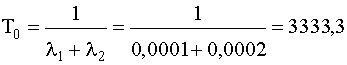 T₀ = 1 / (λ₁ + λ₂) = 1 / (0,0001 + 0,0002) = 3333,3